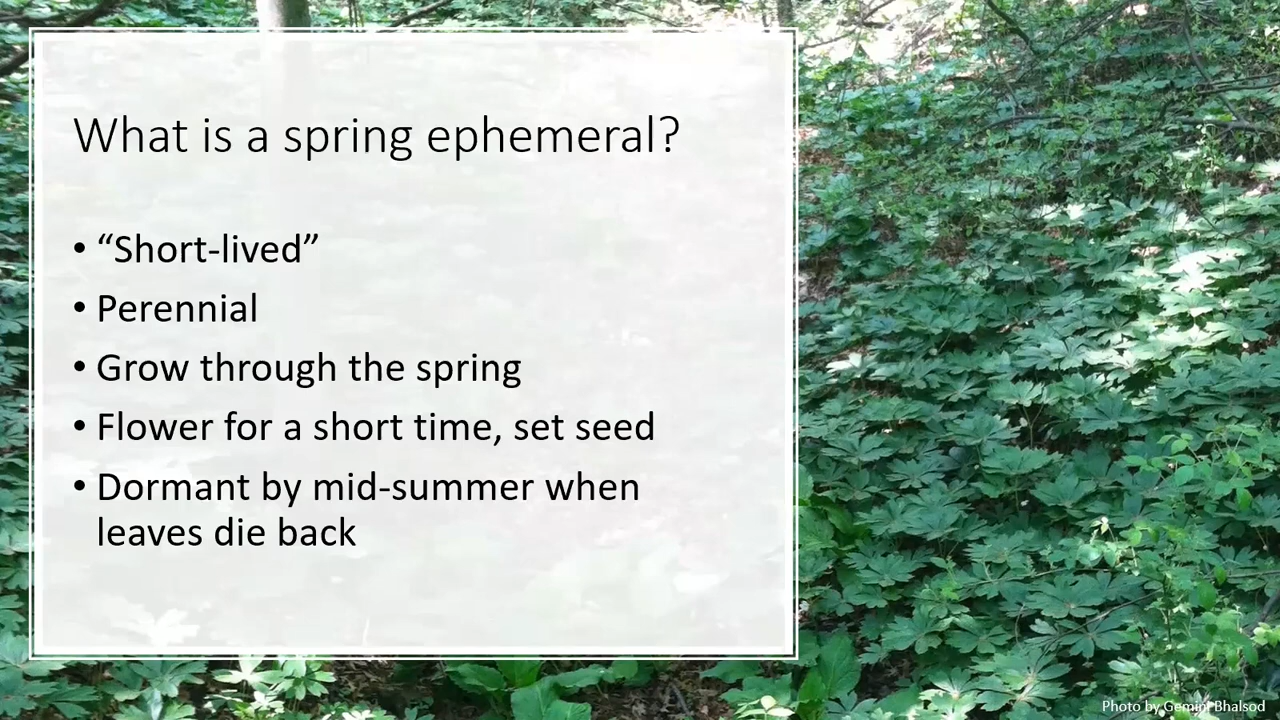 What is a spring ephemeral?
• “Short-lived”
• Perennial
• Grow through the spring
• Flower for a short time, set seed
• Dormant by mid-summer when
leaves die back
Photo by Gemini Bhalsod